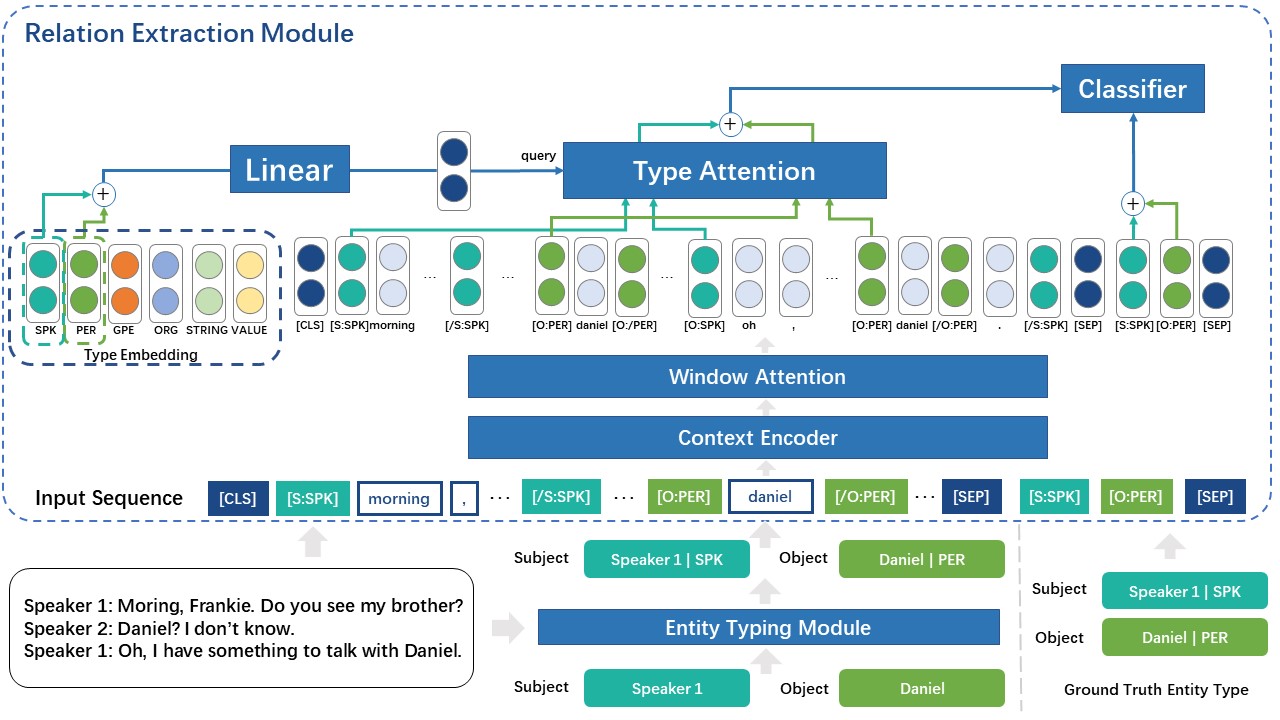 Relation Extraction Module
Classifier
+
query
Linear
Type Attention
+
+
SPK PER GPE ORG STRING VALUE
Type Embedding
[CLS] [S:SPK] morning ... [/S:SPK] ... [O:PER] daniel [O:/PER] ... [O:SPK] oh , ... [O:PER] daniel [/O:PER] . [/S:SPK] [SEP] [S:SPK] [O:PER] [SEP]
Window Attention
Context Encoder
Input Sequence [CLS] [S:SPK] morning , ... [/S:SPK] ... [O:PER] daniel [/O:PER] ... [SEP] [S:SPK] [O:PER] [SEP]
Subject Speaker 1 | SPK Object Daniel | PER
Speaker 1: Moring, Frankie. Do you see my brother?
Speaker 2: Daniel? I don't know.
Speaker 1: Oh, I have something to talk with Daniel.
Entity Typing Module
Subject Speaker 1 Object Daniel
Subject Speaker 1 | SPK
Object Daniel | PER
Ground Truth Entity Type